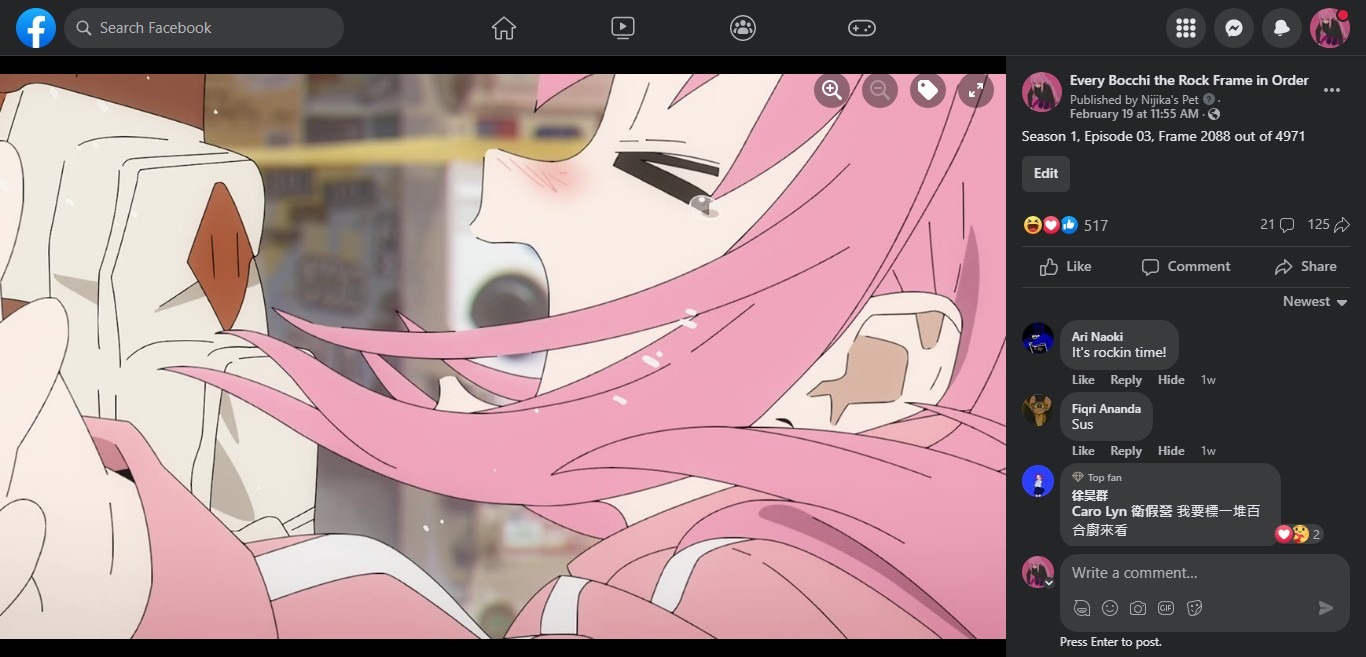 Search Facebook
Every Bocchi the Rock Frame in Order
Published by Nijika's Pet ·
February 19 at 11:55 AM ·
Season 1, Episode 03, Frame 2088 out of 4971
Edit
517
21
125
Like
Comment
Share
Newest
Ari Naoki
It's rockin time!
Like Reply Hide 1w
Fiqri Ananda
Sus
Like Reply Hide 1w
Top fan
徐昊群
Caro Lyn 衛假營 我要標一堆百
合廚來看
2
Write a comment...
GIF
Press Enter to post.